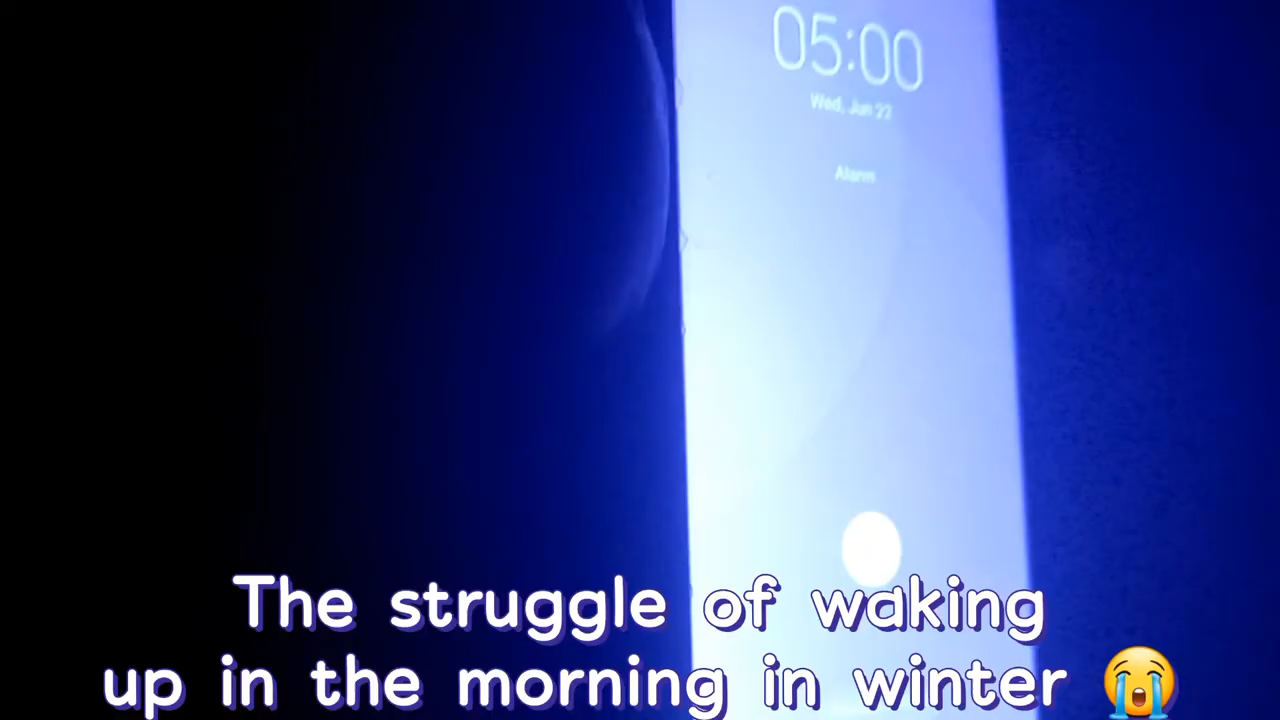 05:00
Wed, Jun 22
Alarm
The struggle of waking
up in the morning in winter 😭